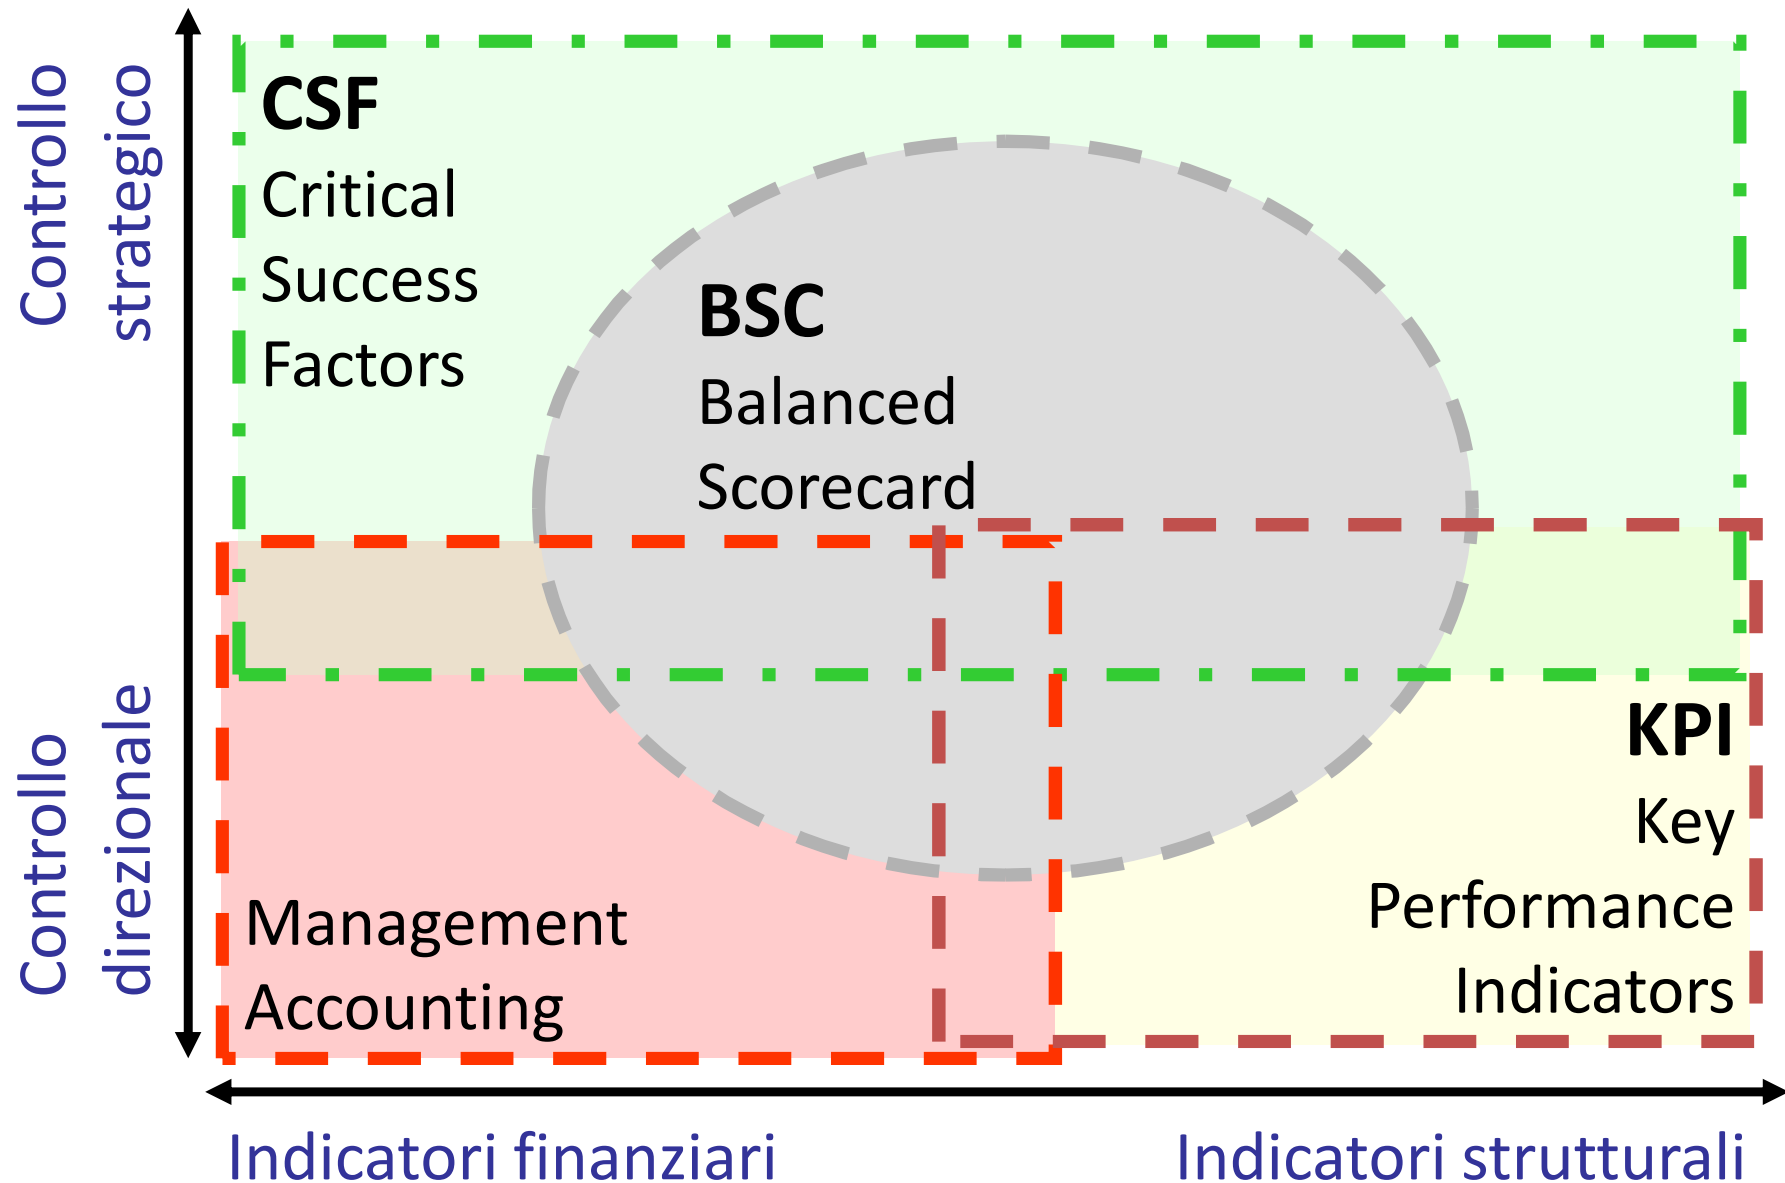 Controllo
strategico
CSF
Critical
Success
Factors
BSC
Balanced
Scorecard
Controllo
direzionale
KPI
Key
Performance
Indicators
Management
Accounting
Indicatori finanziari
Indicatori strutturali